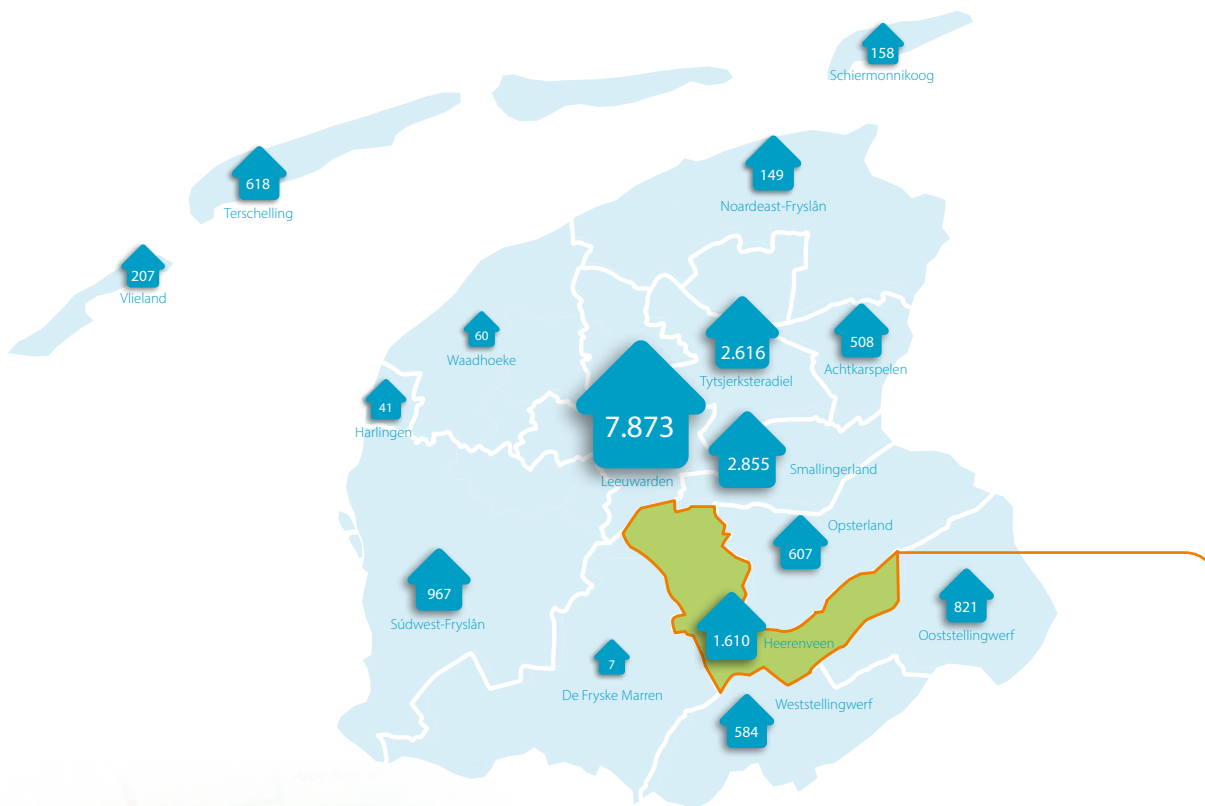 158
Schiermonnikoog
149
Noardeast-Fryslân
618
Terschelling
207
Vlieland
60
Waadhoeke
2.616
Tytsjerksteradiel
508
Achtkarspelen
41
Harlingen
7.873
Leeuwarden
2.855
Smallingerland
Opsterland
607
967
Súdwest-Fryslân
821
Ooststellingwerf
1.610
Heerenveen
7
De Fryske Marren
Weststellingwerf
584